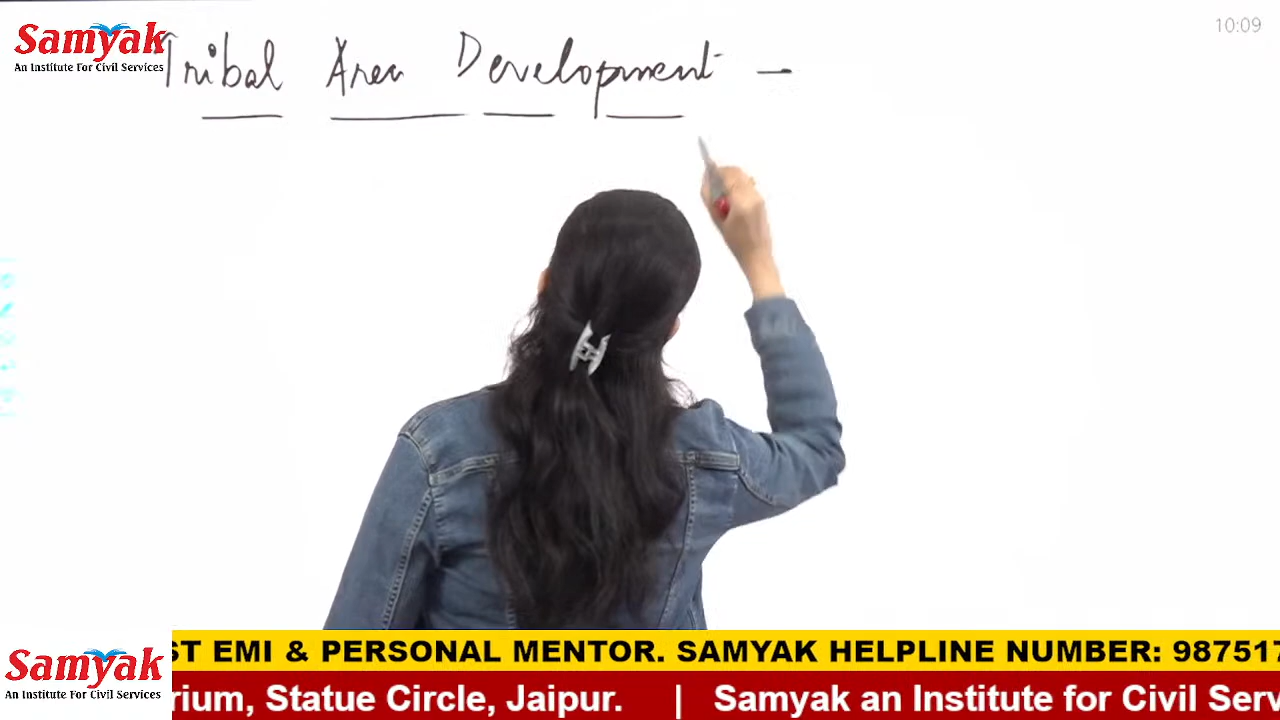 10:09
Samyak
An Institute For Civil Services
Tribal Area Development -
ST EMI & PERSONAL MENTOR. SAMYAK HELPLINE NUMBER: 98751
Samyak
An Institute For Civil Services
rium, Statue Circle, Jaipur. | Samyak an Institute for Civil Serv